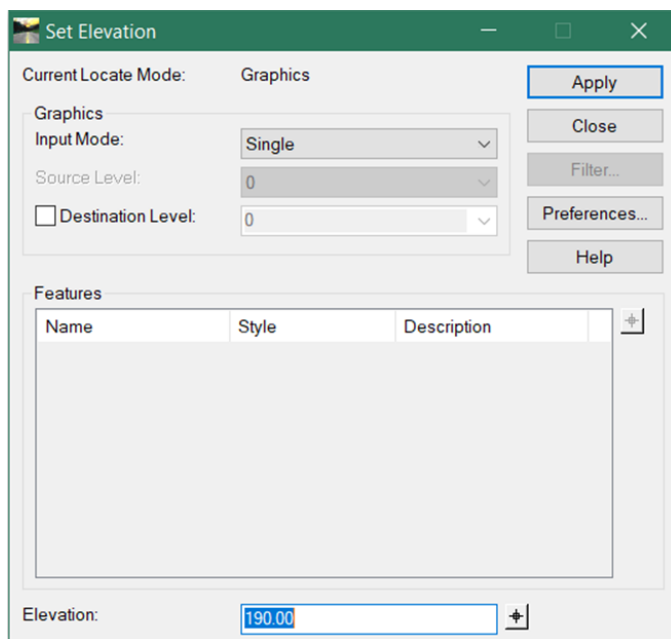 Set Elevation
Current Locate Mode: Graphics
Apply
Graphics
Close
Input Mode: Single
Source Level: 0
Filter...
Destination Level: 0
Preferences...
Help
Features
Name Style Description
Elevation: 190.00